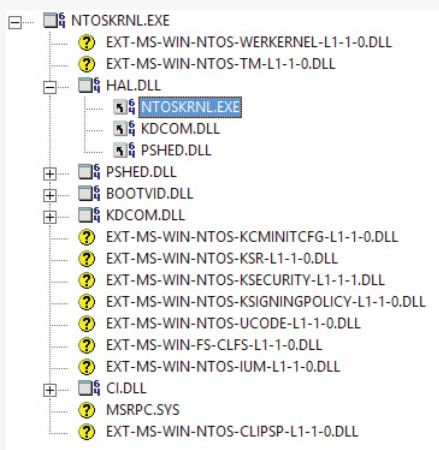 NTOSKRNL.EXE
EXT-MS-WIN-NTOS-WERKERNEL-L1-1-0.DLL
EXT-MS-WIN-NTOS-TM-L1-1-0.DLL
HAL.DLL
NTOSKRNL.EXE
KDCOM.DLL
PSHED.DLL
PSHED.DLL
BOOTVID.DLL
KDCOM.DLL
EXT-MS-WIN-NTOS-KCMINITCFG-L1-1-0.DLL
EXT-MS-WIN-NTOS-KSR-L1-1-0.DLL
EXT-MS-WIN-NTOS-KSECURITY-L1-1-1.DLL
EXT-MS-WIN-NTOS-KSIGNINGPOLICY-L1-1-0.DLL
EXT-MS-WIN-NTOS-UCODE-L1-1-0.DLL
EXT-MS-WIN-FS-CLFS-L1-1-0.DLL
EXT-MS-WIN-NTOS-IUM-L1-1-0.DLL
CI.DLL
MSRPC.SYS
EXT-MS-WIN-NTOS-CLIPSP-L1-1-0.DLL